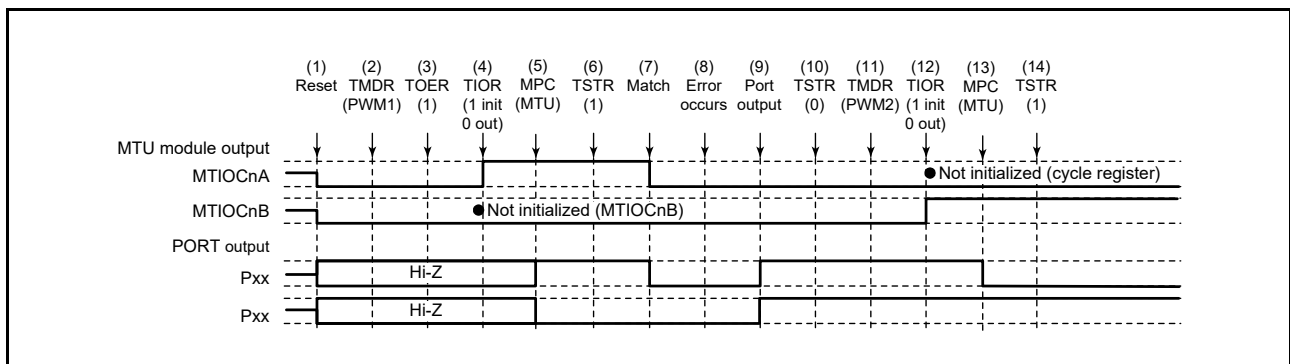 (1) (2) (3) (4) (5) (6) (7) (8) (9) (10) (11) (12) (13) (14)
Reset TMDR TOER TIOR MPC TSTR Match Error Port TSTR TMDR TIOR MPC TSTR
(PWM1) (1) (1 init (MTU) (1) occurs output (0) (PWM2) (1 init (MTU) (1)
0 out) 0 out)
MTU module output
MTIOCnA ● Not initialized (cycle register)
MTIOCnB ● Not initialized (MTIOCnB)
PORT output
Pxx Hi-Z
Pxx Hi-Z